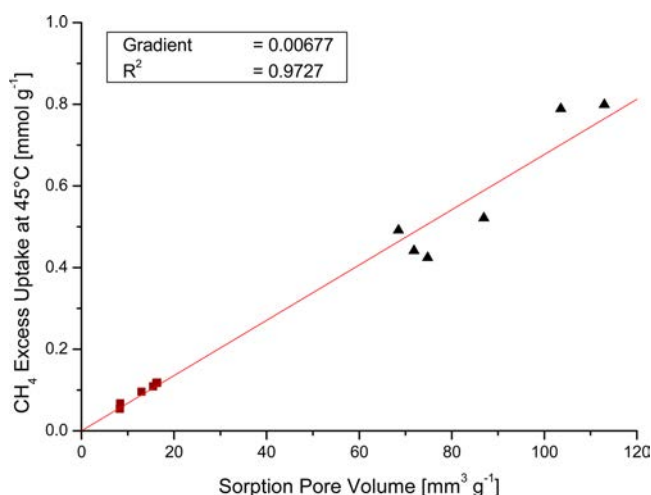 1.0
Gradient = 0.00677
R² = 0.9727
0.8
0.6
0.4
0.2
0.0
CH₄ Excess Uptake at 45°C [mmol g⁻¹]
0 20 40 60 80 100 120
Sorption Pore Volume [mm³ g⁻¹]